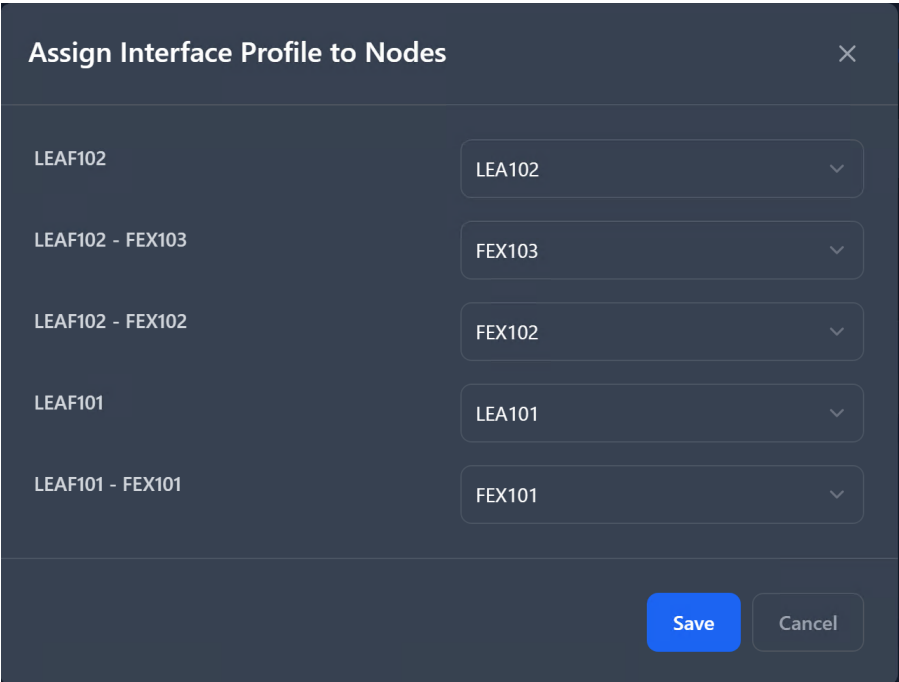 Assign Interface Profile to Nodes
LEAF102
LEA102
LEAF102 - FEX103
FEX103
LEAF102 - FEX102
FEX102
LEAF101
LEA101
LEAF101 - FEX101
FEX101
Save
Cancel